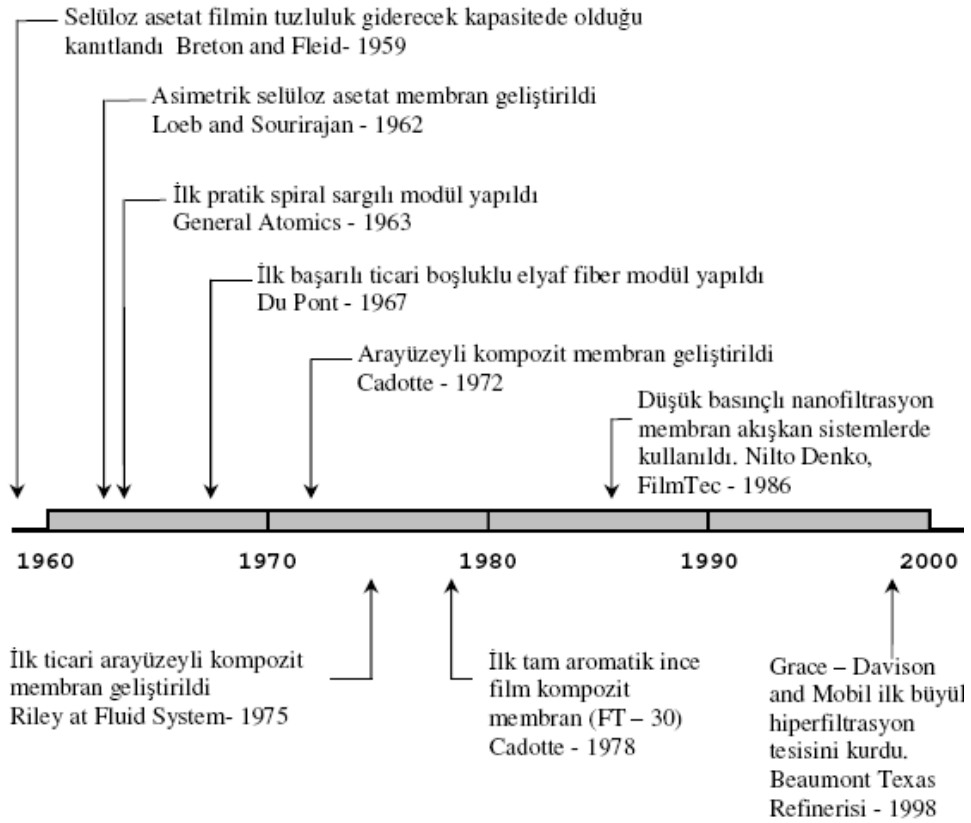 Selüloz asetat filmin tuzluluk giderecek kapasitede olduğu
kanıtlandı Breton and Fleid- 1959
Asimetrik selüloz asetat membran geliştirildi
Loeb and Sourirajan - 1962
İlk pratik spiral sargılı modül yapıldı
General Atomics - 1963
İlk başarılı ticari boşluklu elyaf fiber modül yapıldı
Du Pont - 1967
Arayüzeyli kompozit membran geliştirildi
Cadotte - 1972
Düşük basınçlı nanofiltrasyon
membran akışkan sistemlerde
kullanıldı. Nilto Denko,
FilmTec - 1986
1960 1970 1980 1990 2000
İlk ticari arayüzeyli kompozit
membran geliştirildi
Riley at Fluid System- 1975
İlk tam aromatik ince
film kompozit
membran (FT – 30)
Cadotte - 1978
Grace – Davison
and Mobil ilk büyül
hiperfiltrasyon
tesisini kurdu.
Beaumont Texas
Refinerisi - 1998